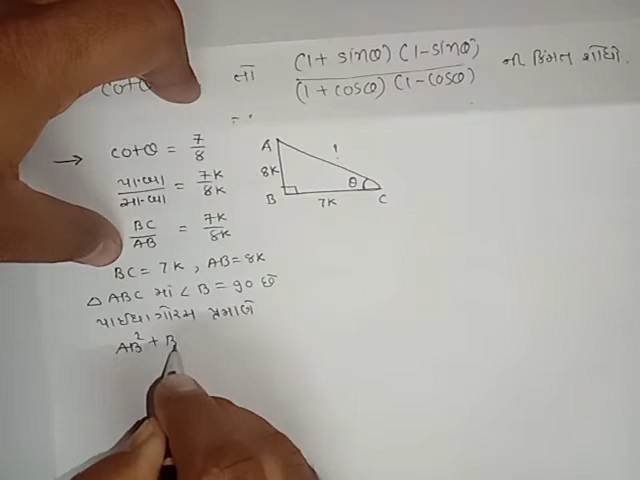 cotθ તો (1 + sinθ) (1 - sinθ) / (1 + cosθ) (1 - cosθ) ની કિંમત શોધો.
→ cotθ = 7/8
પા.બા / સા.બા = 7K/8K
BC/AB = 7K/8K
BC = 7K , AB = 8K
△ ABC માં ∠B = 90 છે
પાઈથાગોરસ પ્રમાણે
AB² + B
A
8K
!
B
θ
7K
C